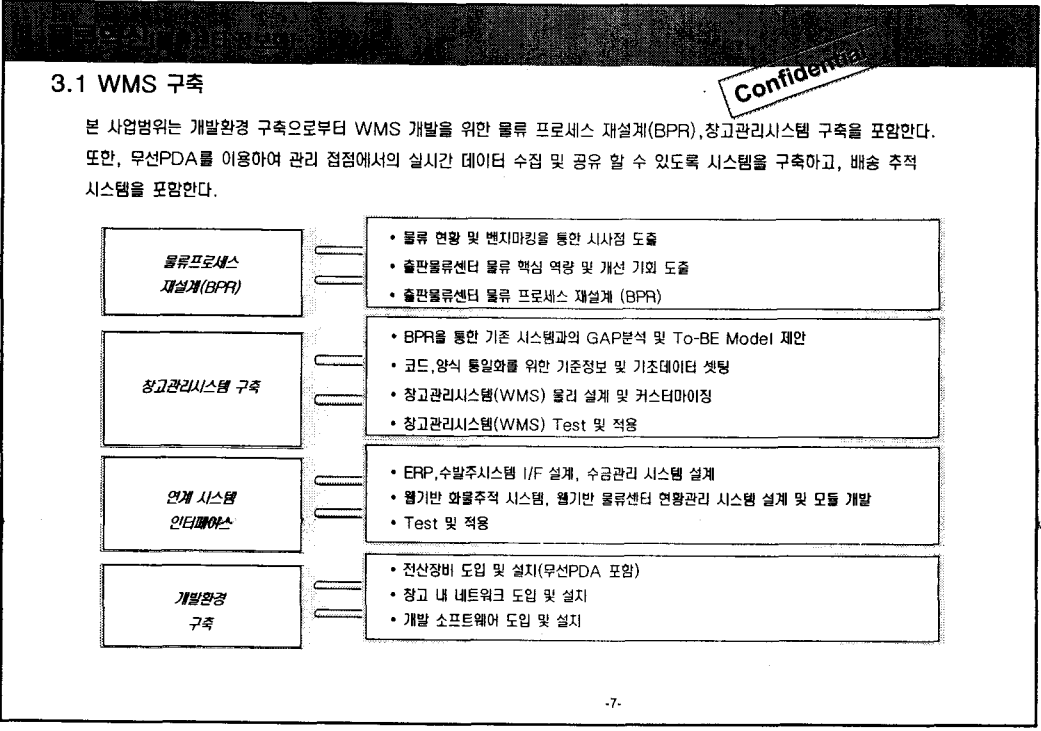 Confidential
3.1 WMS 구축
본 사업범위는 개발환경 구축으로부터 WMS 개발을 위한 물류 프로세스 재설계(BPR),창고관리시스템 구축을 포함한다.
또한, 무선PDA를 이용하여 관리 접점에서의 실시간 데이터 수집 및 공유 할 수 있도록 시스템을 구축하고, 배송 추적
시스템을 포함한다.
물류프로세스
재설계(BPR)
• 물류 현황 및 벤치마킹을 통한 시사점 도출
• 출판물류센터 물류 핵심 역량 및 개선 기회 도출
• 출판물류센터 물류 프로세스 재설계 (BPR)
창고관리시스템 구축
• BPR을 통한 기존 시스템과의 GAP분석 및 To-BE Model 제안
• 코드,양식 통일화를 위한 기준정보 및 기초데이터 셋팅
• 창고관리시스템(WMS) 물리 설계 및 커스터마이징
• 창고관리시스템(WMS) Test 및 적용
연계 시스템
인터페이스
• ERP,수발주시스템 I/F 설계, 수금관리 시스템 설계
• 웹기반 화물추적 시스템, 웹기반 물류센터 현황관리 시스템 설계 및 모듈 개발
• Test 및 적용
개발환경
구축
• 전산장비 도입 및 설치(무선PDA 포함)
• 창고 내 네트워크 도입 및 설치
• 개발 소프트웨어 도입 및 설치
-7-